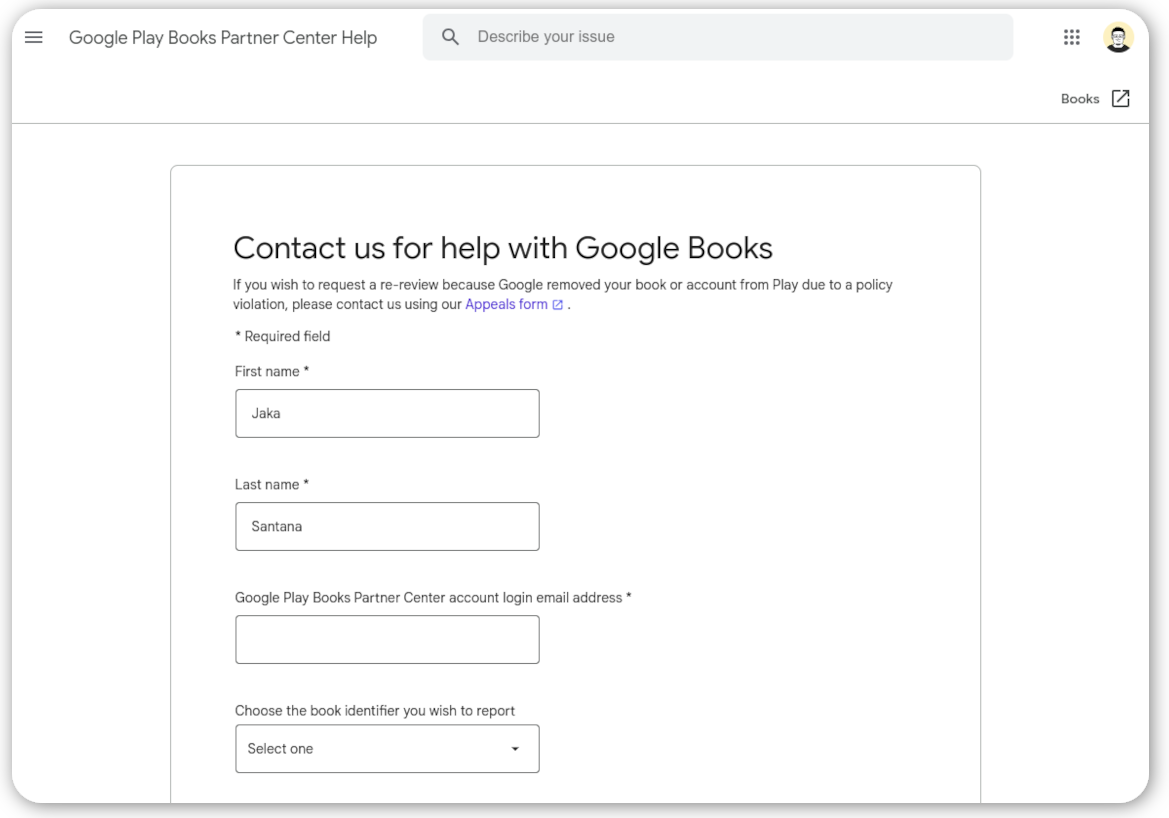 Google Play Books Partner Center Help
Describe your issue
Books
Contact us for help with Google Books
If you wish to request a re-review because Google removed your book or account from Play due to a policy
violation, please contact us using our Appeals form .
* Required field
First name *
Jaka
Last name *
Santana
Google Play Books Partner Center account login email address *
Choose the book identifier you wish to report
Select one